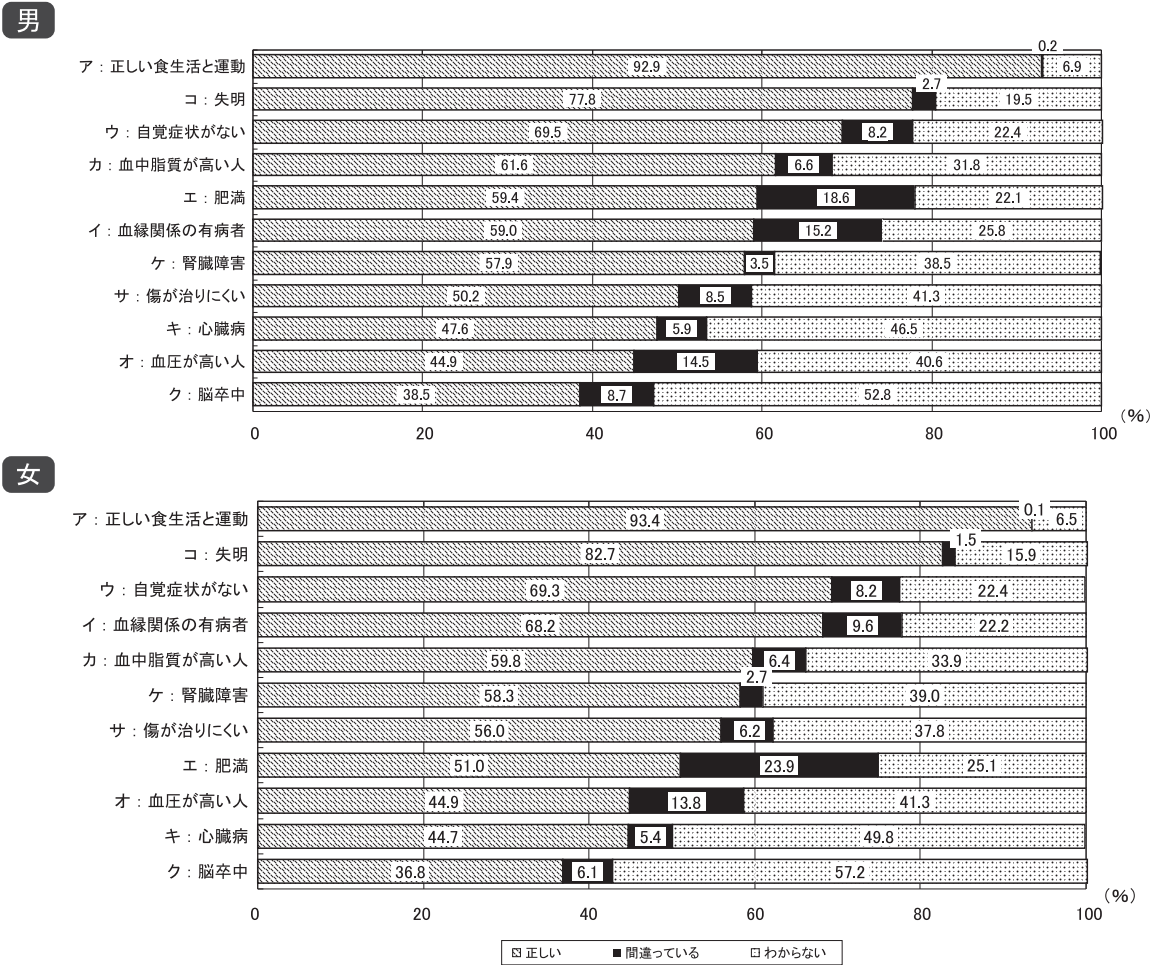 男
ア：正しい食生活と運動 92.9 0.2 6.9
コ：失明 77.8 2.7 19.5
ウ：自覚症状がない 69.5 8.2 22.4
カ：血中脂質が高い人 61.6 6.6 31.8
エ：肥満 59.4 18.6 22.1
イ：血縁関係の有病者 59.0 15.2 25.8
ケ：腎臓障害 57.9 3.5 38.5
サ：傷が治りにくい 50.2 8.5 41.3
キ：心臓病 47.6 5.9 46.5
オ：血圧が高い人 44.9 14.5 40.6
ク：脳卒中 38.5 8.7 52.8
0 20 40 60 80 100 (%)
女
ア：正しい食生活と運動 93.4 0.1 6.5
コ：失明 82.7 1.5 15.9
ウ：自覚症状がない 69.3 8.2 22.4
イ：血縁関係の有病者 68.2 9.6 22.2
カ：血中脂質が高い人 59.8 6.4 33.9
ケ：腎臓障害 58.3 2.7 39.0
サ：傷が治りにくい 56.0 6.2 37.8
エ：肥満 51.0 23.9 25.1
オ：血圧が高い人 44.9 13.8 41.3
キ：心臓病 44.7 5.4 49.8
ク：脳卒中 36.8 6.1 57.2
0 20 40 60 80 100 (%)
正しい 間違っている わからない